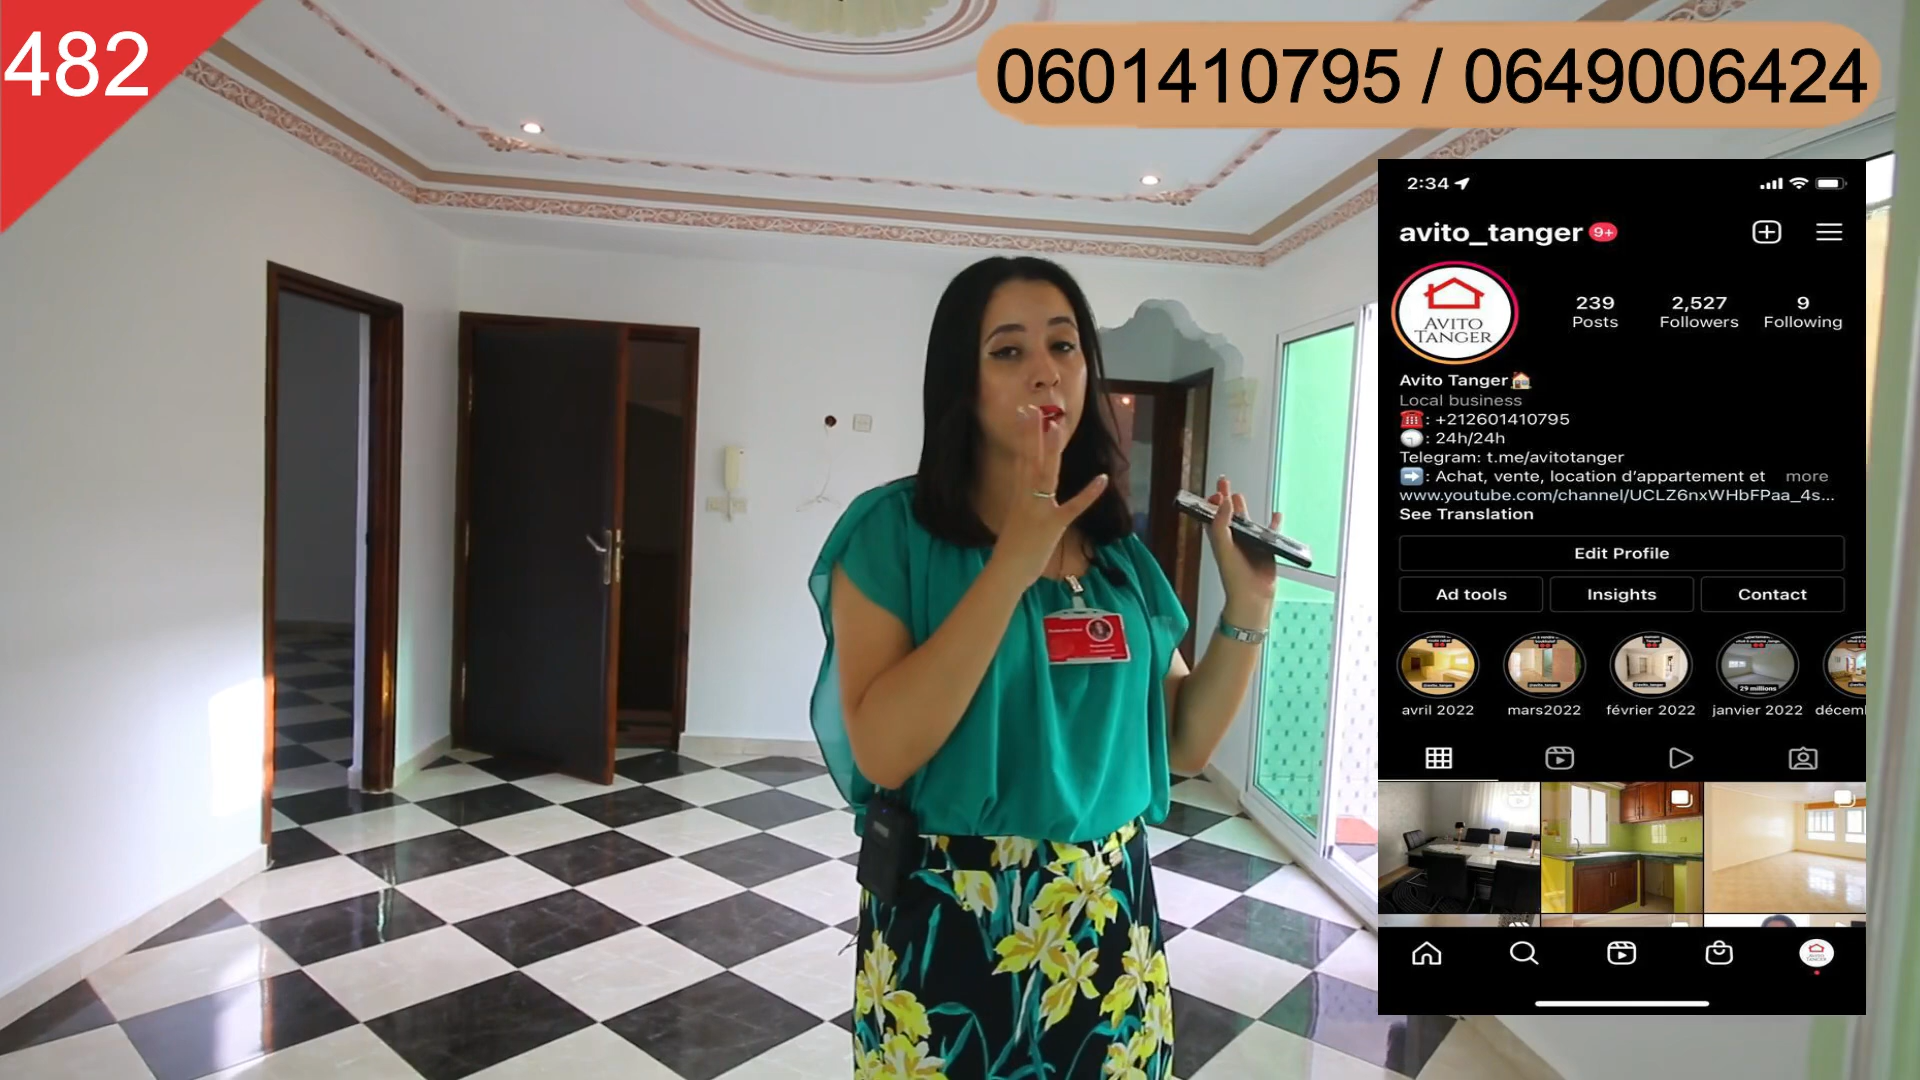 482
0601410795 / 0649006424
2:34
avito_tanger 9+
AVITO
TANGER
239
Posts
2,527
Followers
9
Following
Avito Tanger
Local business
: +212601410795
: 24h/24h
Telegram: t.me/avitotanger
: Achat, vente, location d'appartement et more
www.youtube.com/channel/UCLZ6nxWHbFPaa_4s...
See Translation
Edit Profile
Ad tools
Insights
Contact
29 millions
avril 2022
mars2022
février 2022
janvier 2022
décem